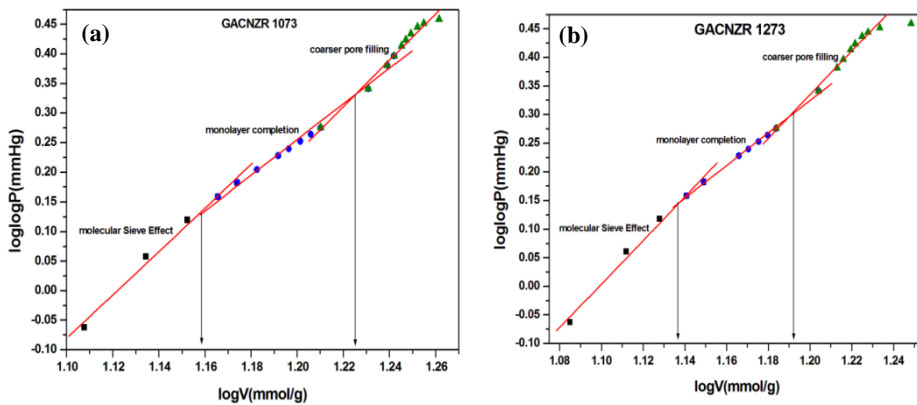 (a)
GACNZR 1073
coarser pore filling
monolayer completion
molecular Sieve Effect
loglogP(mmHg)
0.45
0.40
0.35
0.30
0.25
0.20
0.15
0.10
0.05
0.00
-0.05
-0.10
1.10 1.12 1.14 1.16 1.18 1.20 1.22 1.24 1.26
logV(mmol/g)
(b)
GACNZR 1273
coarser pore filling
monolayer completion
molecular Sieve Effect
loglogP(mmHg)
0.45
0.40
0.35
0.30
0.25
0.20
0.15
0.10
0.05
0.00
-0.05
-0.10
1.08 1.10 1.12 1.14 1.16 1.18 1.20 1.22 1.24
logV(mmol/g)